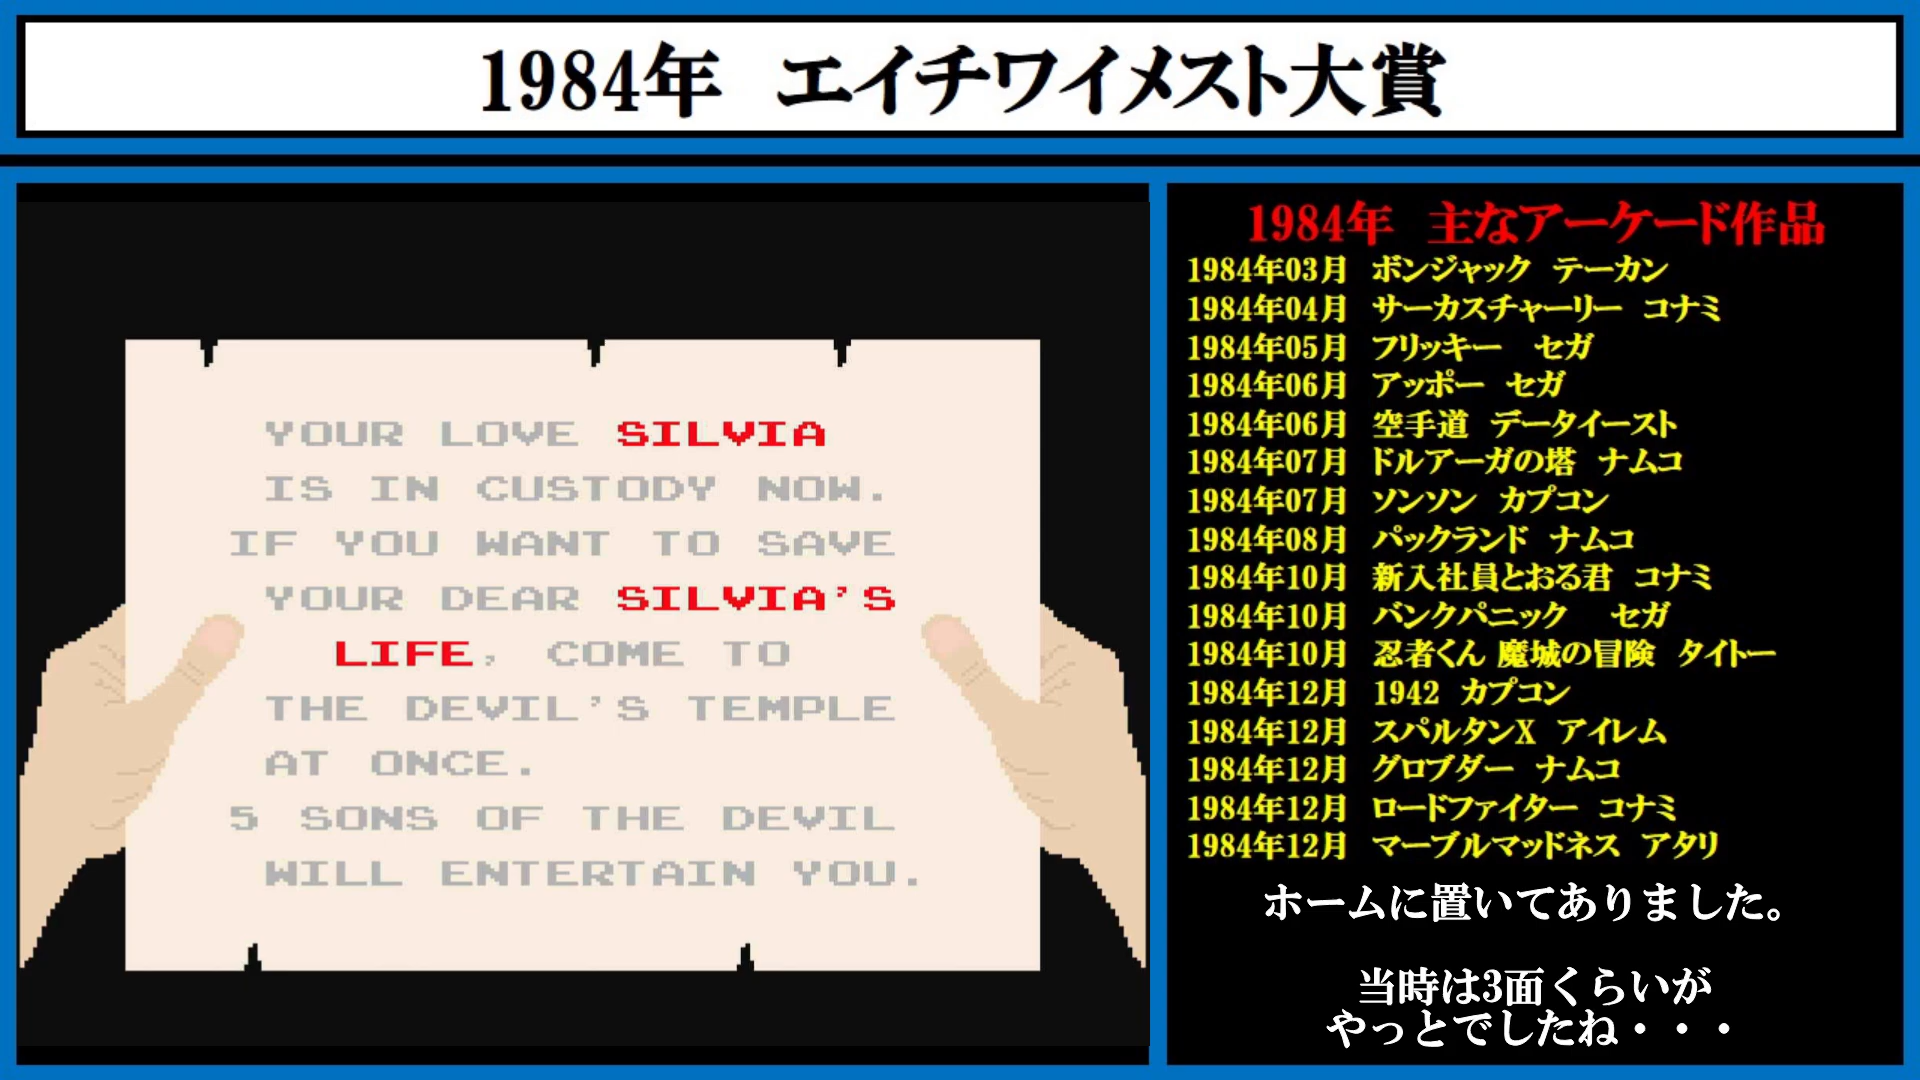 1984年 エイチワイメスト大賞
YOUR LOVE SILVIA
IS IN CUSTODY NOW.
IF YOU WANT TO SAVE
YOUR DEAR SILVIA'S
LIFE, COME TO
THE DEVIL'S TEMPLE
AT ONCE.
5 SONS OF THE DEVIL
WILL ENTERTAIN YOU.
1984年 主なアーケード作品
1984年03月 ボンジャック テーカン
1984年04月 サーカスチャーリー コナミ
1984年05月 フリッキー セガ
1984年06月 アッポー セガ
1984年06月 空手道 データイースト
1984年07月 ドルアーガの塔 ナムコ
1984年07月 ソンソン カプコン
1984年08月 パックランド ナムコ
1984年10月 新入社員とおる君 コナミ
1984年10月 バンクパニック セガ
1984年10月 忍者くん 魔城の冒険 タイトー
1984年12月 1942 カプコン
1984年12月 スパルタンX アイレム
1984年12月 グロブダー ナムコ
1984年12月 ロードファイター コナミ
1984年12月 マーブルマッドネス アタリ
ホームに置いてありました。
当時は3面くらいが
やっとでしたね・・・